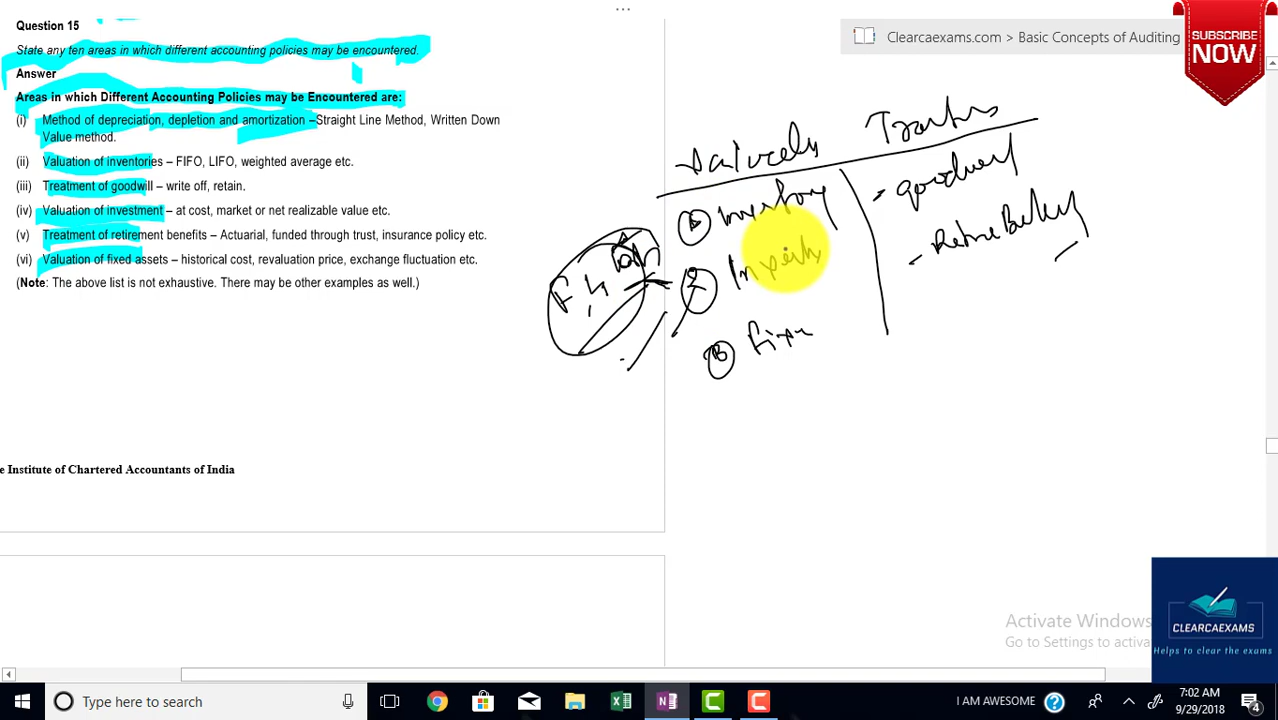 Question 15
State any ten areas in which different accounting policies may be encountered.
Answer
Areas in which Different Accounting Policies may be Encountered are:
(i) Method of depreciation, depletion and amortization –Straight Line Method, Written Down
Value method.
(ii) Valuation of inventories – FIFO, LIFO, weighted average etc.
(iii) Treatment of goodwill – write off, retain.
(iv) Valuation of investment – at cost, market or net realizable value etc.
(v) Treatment of retirement benefits – Actuarial, funded through trust, insurance policy etc.
(vi) Valuation of fixed assets – historical cost, revaluation price, exchange fluctuation etc.
(Note: The above list is not exhaustive. There may be other examples as well.)
e Institute of Chartered Accountants of India
Clearcaexams.com > Basic Concepts of Auditing
SUBSCRIBE
NOW
Inventory
goodwill
Activate Windows
Go to Settings to activa
CLEARCAEXAMS
Helps to clear the exams
Type here to search
I AM AWESOME
7:02 AM
9/29/2018
4